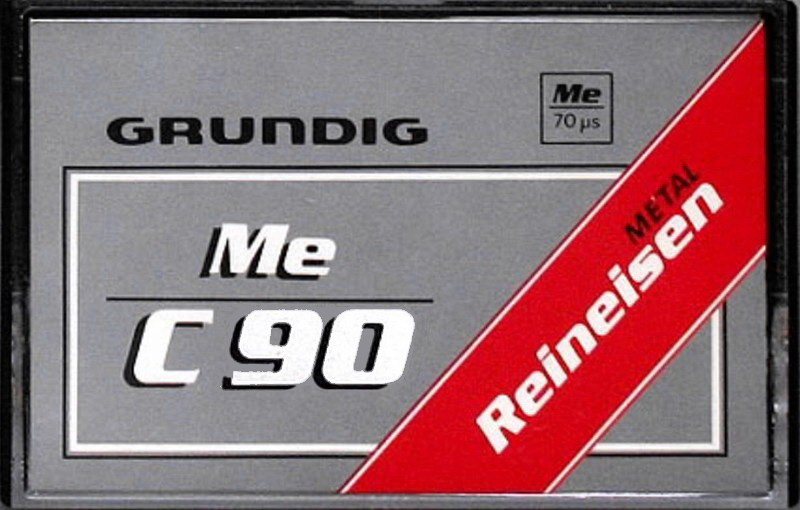 GRUNDIG
Me
70 µs
Me
C 90
METAL
Reineisen